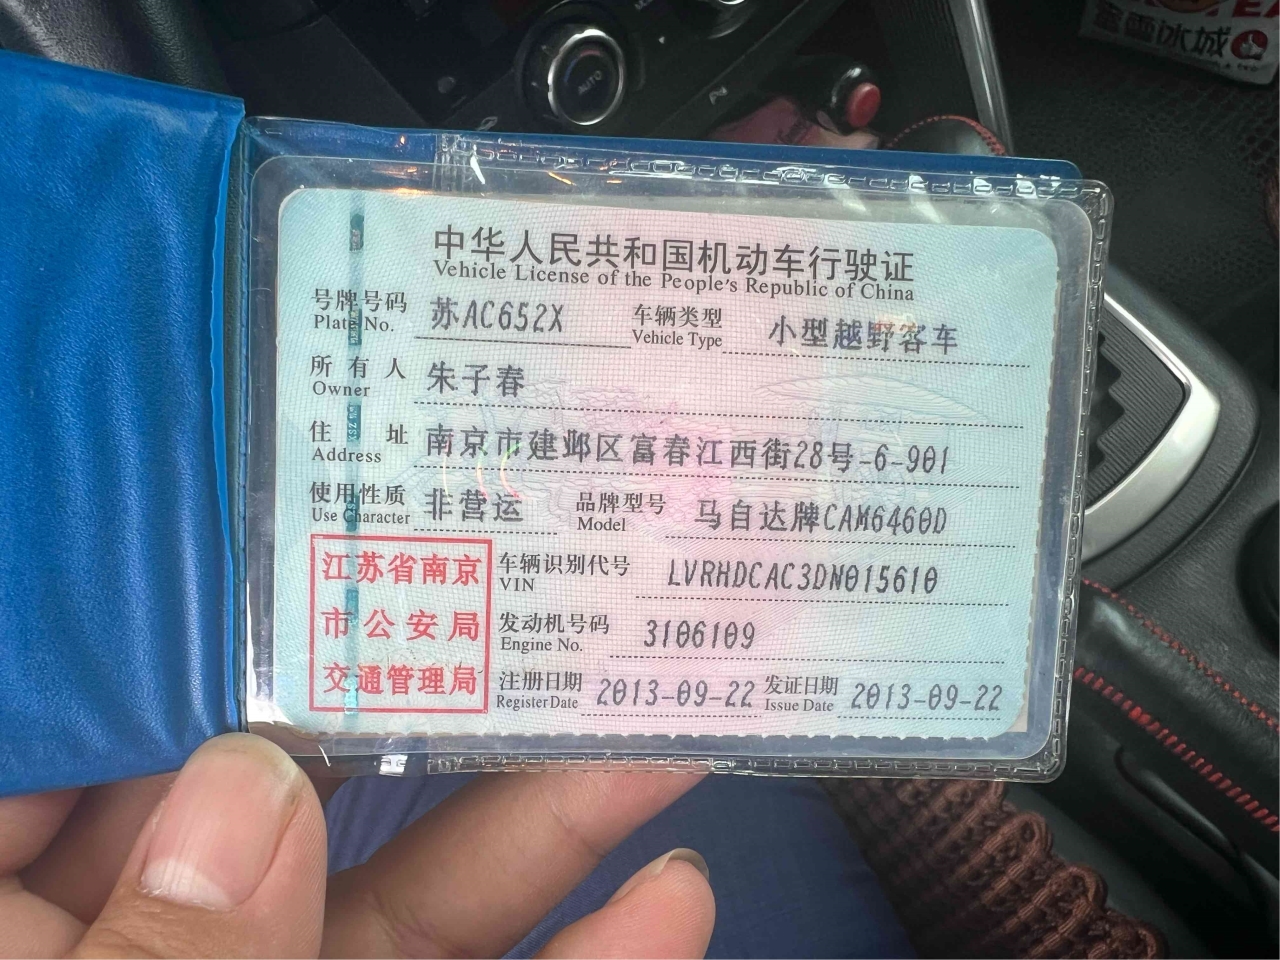 蜜雪冰城
AUTO
中华人民共和国机动车行驶证
Vehicle License of the People's Republic of China
号牌号码 苏AC652X 车辆类型 小型越野客车
Plate No. Vehicle Type
所有人 朱子春
Owner
住址 南京市建邺区富春江西街28号-6-901
Address
使用性质 非营运 品牌型号 马自达牌CAM6460D
Use Character Model
江苏省南京
市公安局
交通管理局
车辆识别代号 LVRHDCAC3DN015610
VIN
发动机号码 3106109
Engine No.
注册日期 2013-09-22 发证日期 2013-09-22
Register Date Issue Date